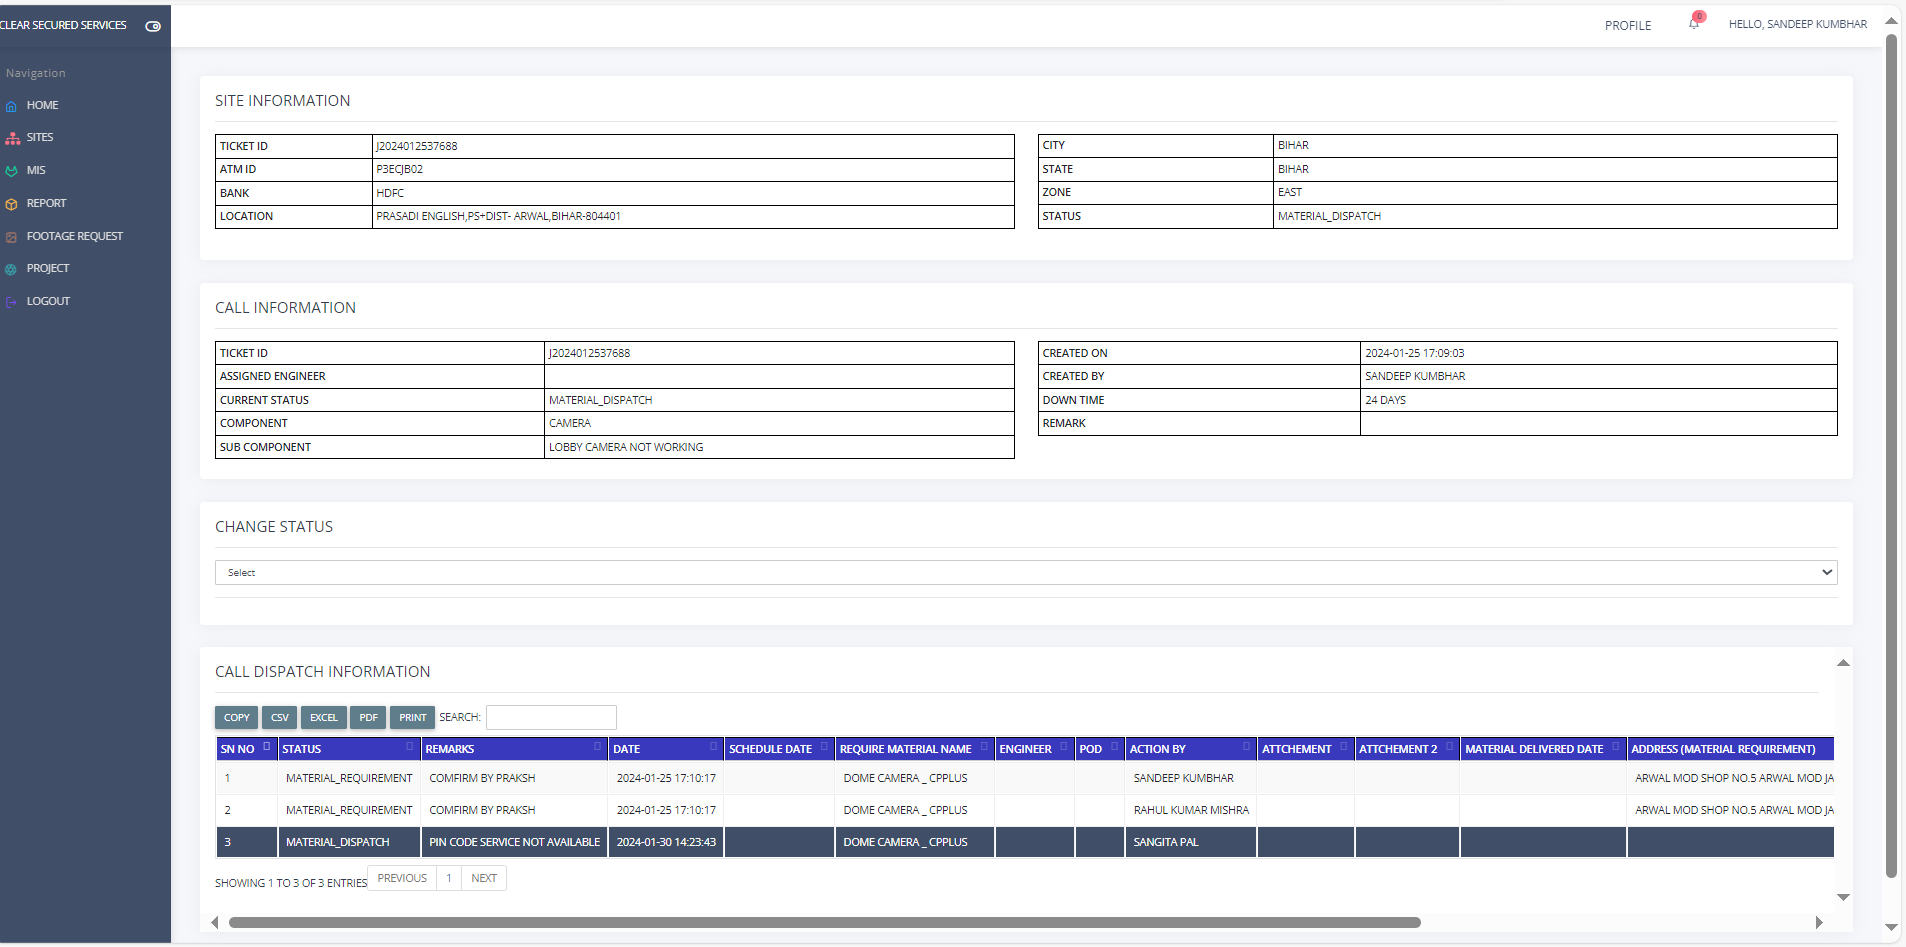 CLEAR SECURED SERVICES
PROFILE
0
HELLO, SANDEEP KUMBHAR
Navigation
HOME
SITES
MIS
REPORT
FOOTAGE REQUEST
PROJECT
LOGOUT
SITE INFORMATION
TICKET ID J2024012537688
ATM ID P3ECJB02
BANK HDFC
LOCATION PRASADI ENGLISH,PS+DIST- ARWAL,BIHAR-804401
CITY BIHAR
STATE BIHAR
ZONE EAST
STATUS MATERIAL_DISPATCH
CALL INFORMATION
TICKET ID J2024012537688
ASSIGNED ENGINEER
CURRENT STATUS MATERIAL_DISPATCH
COMPONENT CAMERA
SUB COMPONENT LOBBY CAMERA NOT WORKING
CREATED ON 2024-01-25 17:09:03
CREATED BY SANDEEP KUMBHAR
DOWN TIME 24 DAYS
REMARK
CHANGE STATUS
Select
CALL DISPATCH INFORMATION
COPY CSV EXCEL PDF PRINT SEARCH:
SN NO STATUS REMARKS DATE SCHEDULE DATE REQUIRE MATERIAL NAME ENGINEER POD ACTION BY ATTCHEMENT ATTCHEMENT 2 MATERIAL DELIVERED DATE ADDRESS (MATERIAL REQUIREMENT)
1 MATERIAL_REQUIREMENT COMFIRM BY PRAKSH 2024-01-25 17:10:17 DOME CAMERA _ CPPLUS SANDEEP KUMBHAR ARWAL MOD SHOP NO.5 ARWAL MOD JA
2 MATERIAL_REQUIREMENT COMFIRM BY PRAKSH 2024-01-25 17:10:17 DOME CAMERA _ CPPLUS RAHUL KUMAR MISHRA ARWAL MOD SHOP NO.5 ARWAL MOD JA
3 MATERIAL_DISPATCH PIN CODE SERVICE NOT AVAILABLE 2024-01-30 14:23:43 DOME CAMERA _ CPPLUS SANGITA PAL
SHOWING 1 TO 3 OF 3 ENTRIES PREVIOUS 1 NEXT